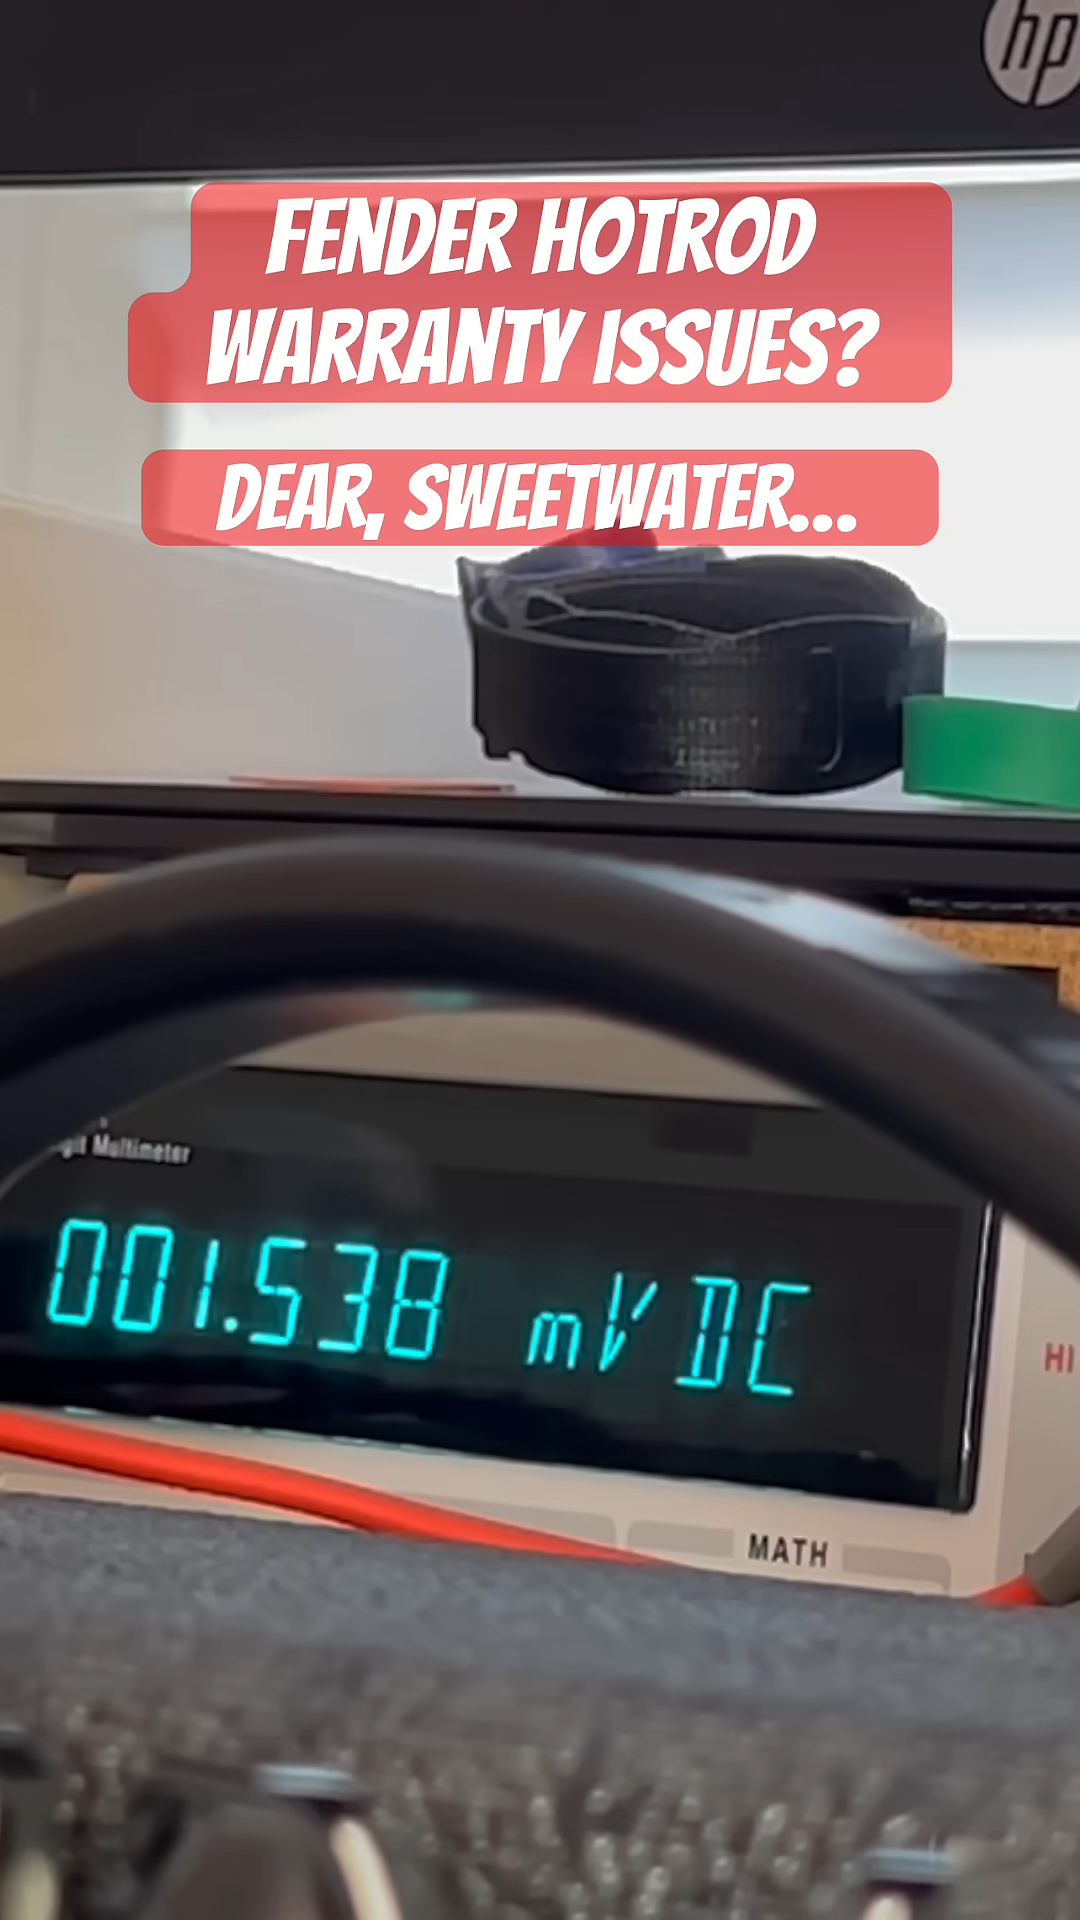 hp
FENDER HOTROD
WARRANTY ISSUES?
DEAR, SWEETWATER...
Multimeter
001.538 mV DC
HI
MATH